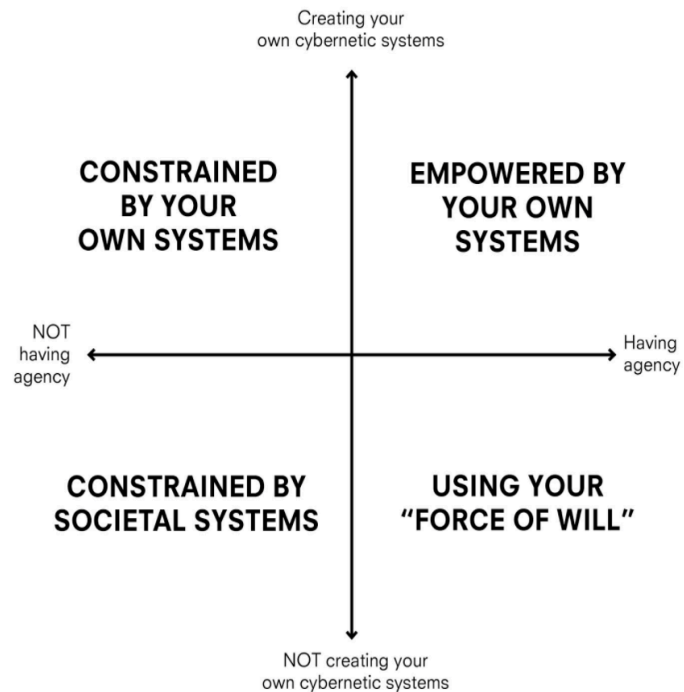 Creating your
own cybernetic systems
CONSTRAINED
BY YOUR
OWN SYSTEMS
EMPOWERED BY
YOUR OWN
SYSTEMS
NOT
having
agency
Having
agency
CONSTRAINED BY
SOCIETAL SYSTEMS
USING YOUR
“FORCE OF WILL”
NOT creating your
own cybernetic systems